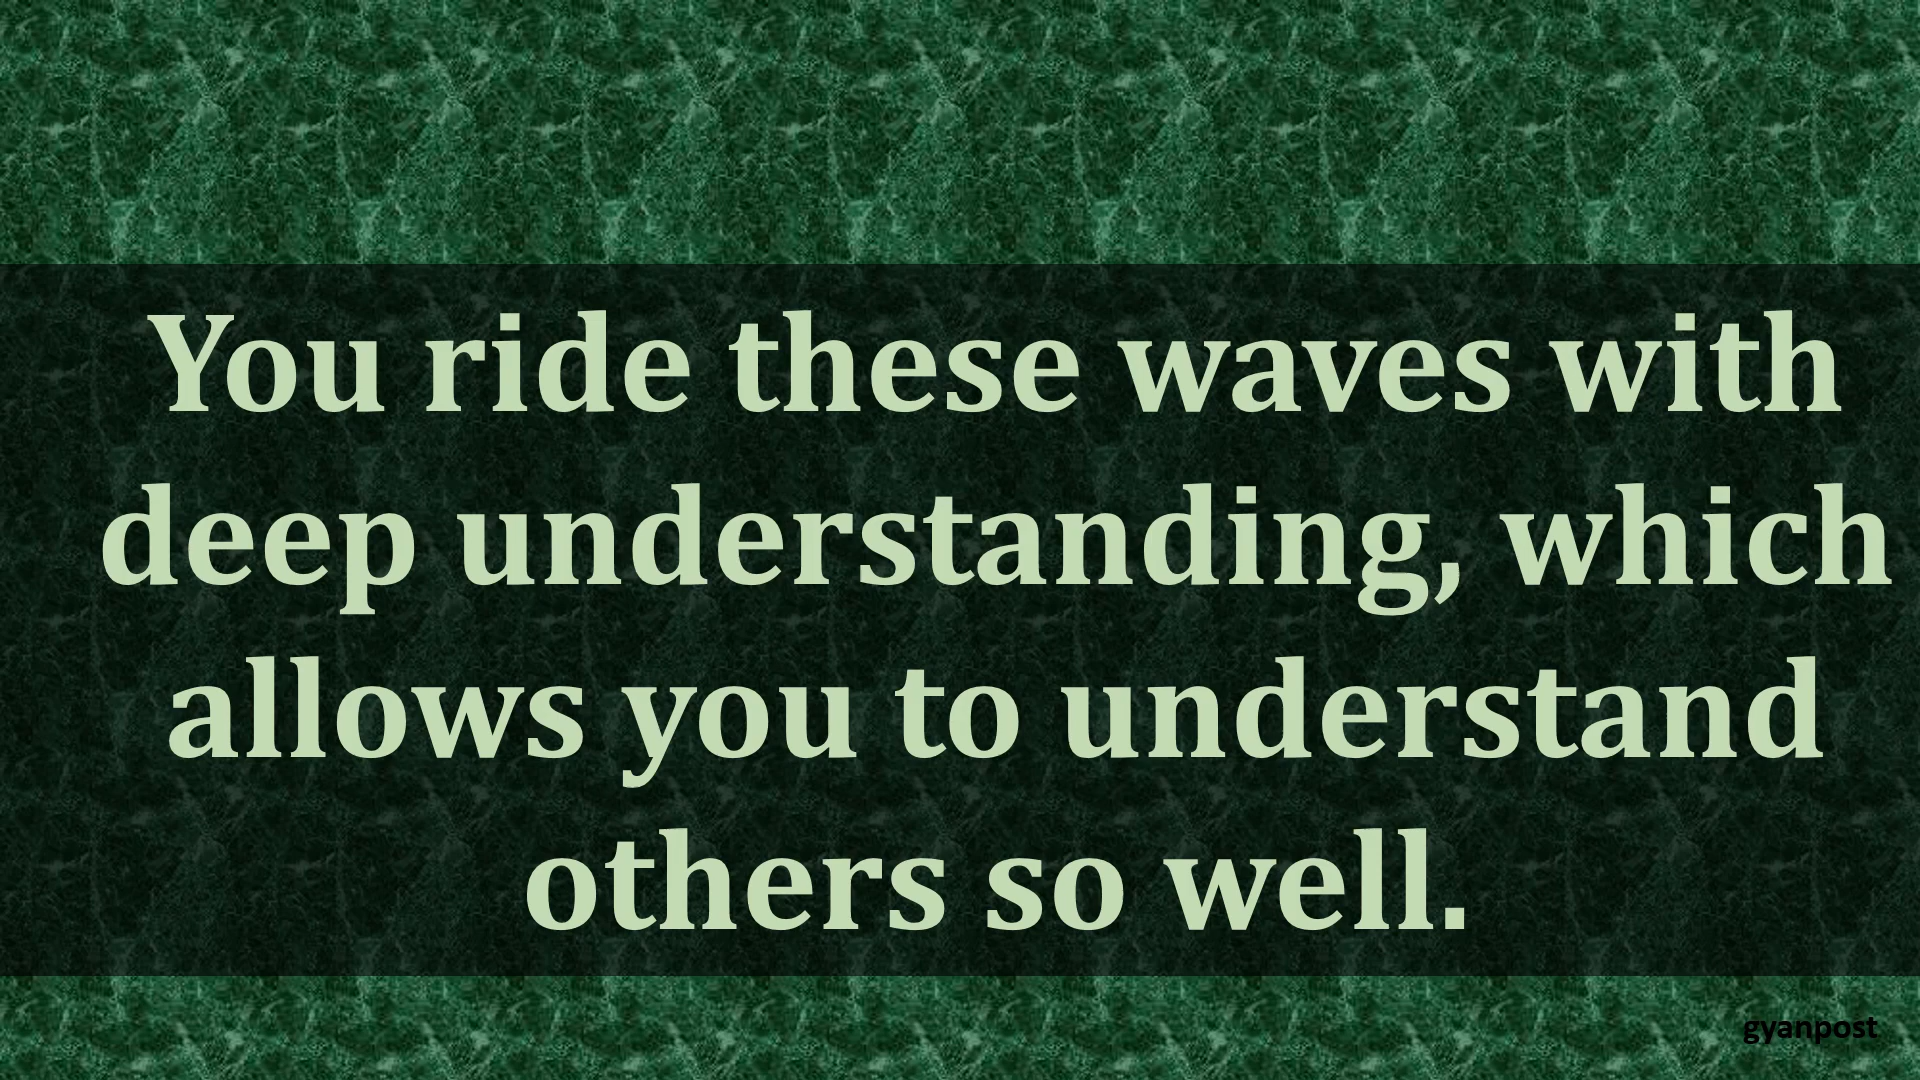 You ride these waves with
deep understanding, which
allows you to understand
others so well.
gyanpost